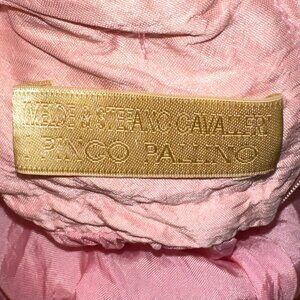 IMELDE & STEFANO CAVALLERI
PINCO PALLINO